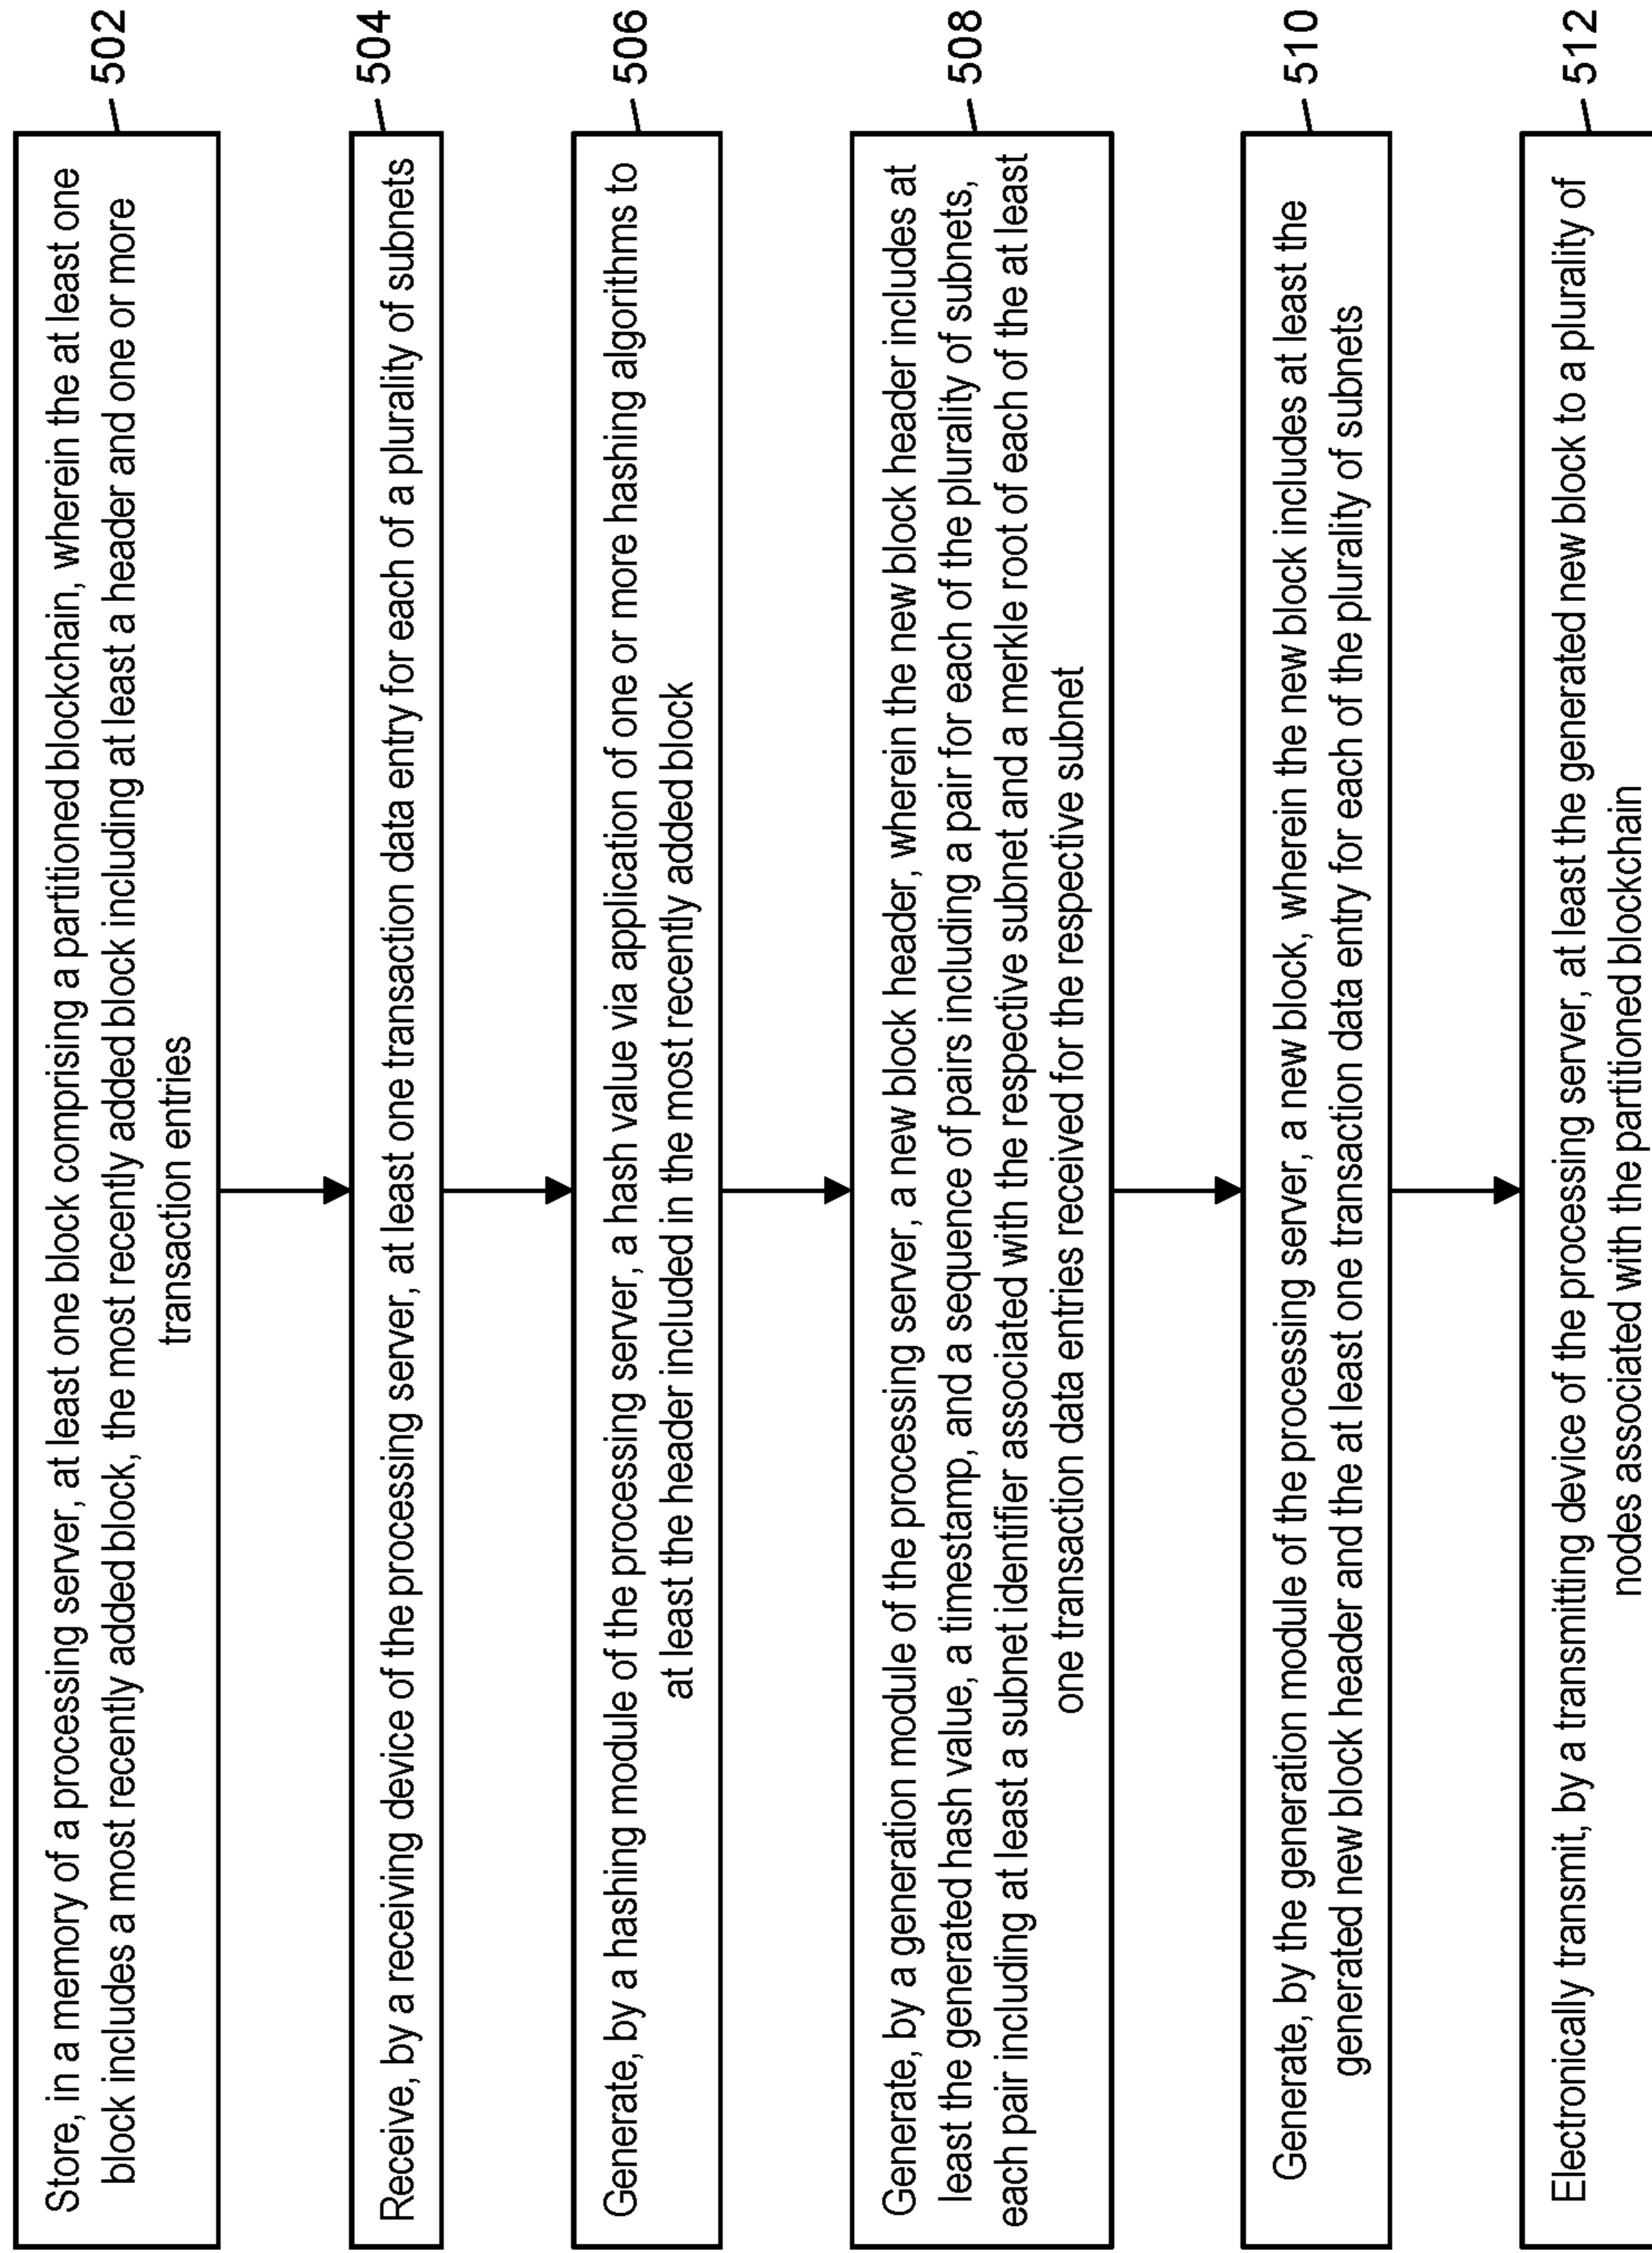 Store, in a memory of a processing server, at least one block comprising a partitioned blockchain, wherein the at least one
block includes a most recently added block, the most recently added block including at least a header and one or more
transaction entries
502
Receive, by a receiving device of the processing server, at least one transaction data entry for each of a plurality of subnets
504
Generate, by a hashing module of the processing server, a hash value via application of one or more hashing algorithms to
at least the header included in the most recently added block
506
Generate, by a generation module of the processing server, a new block header, wherein the new block header includes at
least the generated hash value, a timestamp, and a sequence of pairs including a pair for each of the plurality of subnets,
each pair including at least a subnet identifier associated with the respective subnet and a merkle root of each of the at least
one transaction data entries received for the respective subnet
508
Generate, by the generation module of the processing server, a new block, wherein the new block includes at least the
generated new block header and the at least one transaction data entry for each of the plurality of subnets
510
Electronically transmit, by a transmitting device of the processing server, at least the generated new block to a plurality of
nodes associated with the partitioned blockchain
512